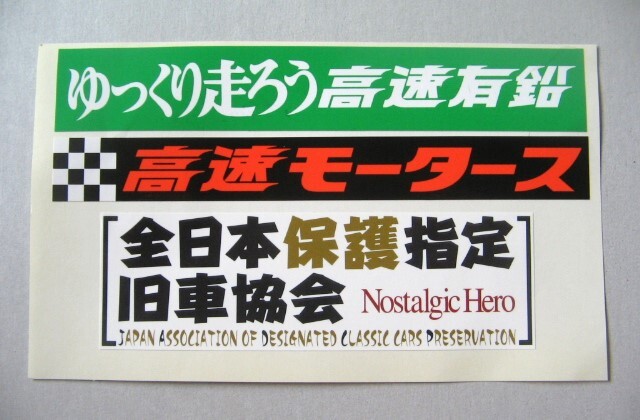 ゆっくり走ろう高速有鉛
高速モータース
全日本保護指定
旧車協会 Nostalgic Hero
JAPAN ASSOCIATION OF DESIGNATED CLASSIC CARS PRESERVATION